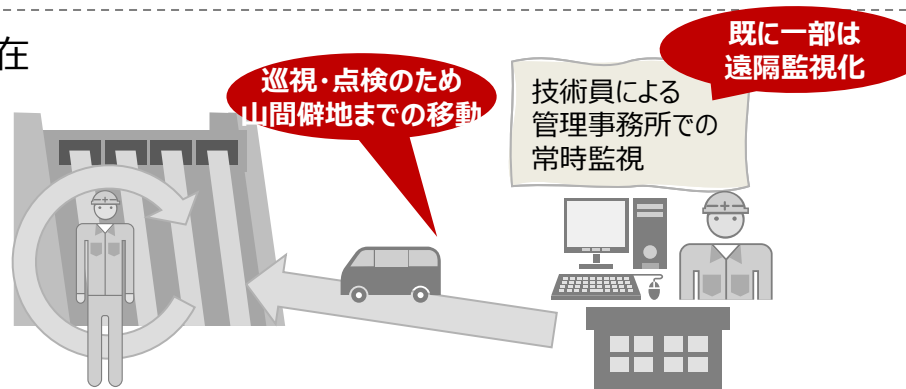 在
巡視・点検のため
山間僻地までの移動
既に一部は
遠隔監視化
技術員による
管理事務所での
常時監視